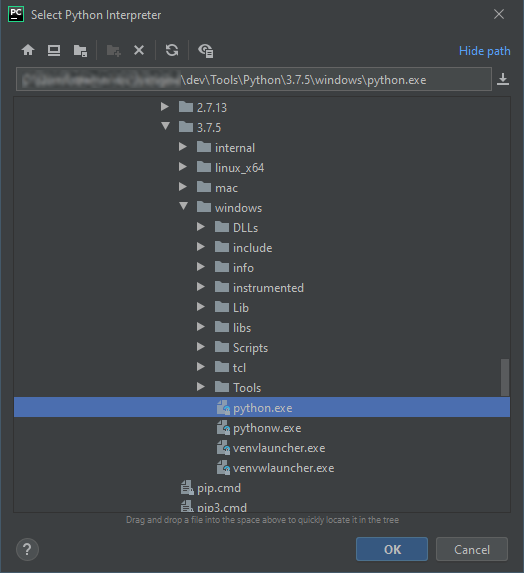 PC Select Python Interpreter
Hide path
\dev\Tools\Python\3.7.5\windows\python.exe
2.7.13
3.7.5
internal
linux_x64
mac
windows
DLLs
include
info
instrumented
Lib
libs
Scripts
tcl
Tools
python.exe
pythonw.exe
venvlauncher.exe
venvwlauncher.exe
pip.cmd
pip3.cmd
Drag and drop a file into the space above to quickly locate it in the tree
? OK Cancel